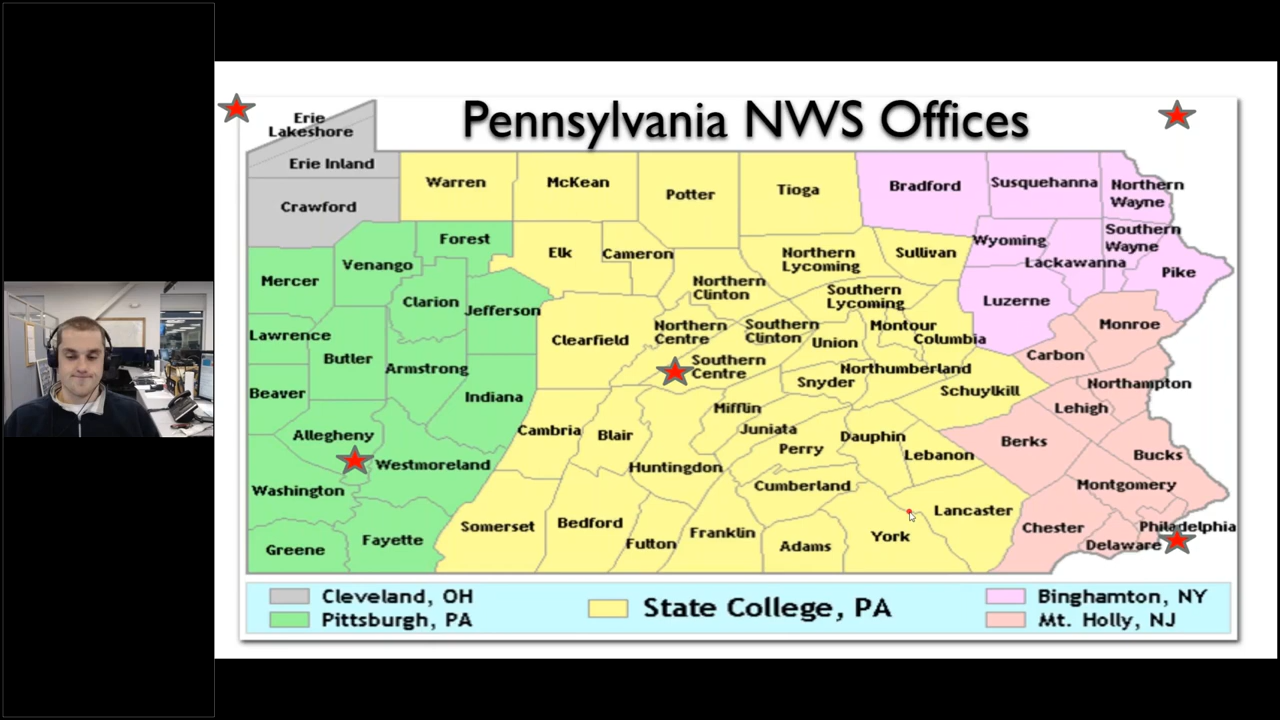 Pennsylvania NWS Offices
Erie
Lakeshore
Erie Inland
Crawford
Warren
McKean
Potter
Tioga
Bradford
Susquehanna
Northern
Wayne
Mercer
Venango
Forest
Elk
Cameron
Northern
Lycoming
Sullivan
Wyoming
Southern
Wayne
Lackawanna
Pike
Clarion
Jefferson
Northern
Clinton
Southern
Lycoming
Luzerne
Lawrence
Butler
Clearfield
Northern
Centre
Southern
Clinton
Union
Montour
Columbia
Monroe
Carbon
Armstrong
Southern
Centre
Snyder
Northumberland
Schuylkill
Northampton
Beaver
Indiana
Mifflin
Lehigh
Allegheny
Cambria
Blair
Juniata
Dauphin
Berks
Westmoreland
Huntingdon
Perry
Lebanon
Bucks
Washington
Cumberland
Montgomery
Somerset
Bedford
Franklin
York
Lancaster
Chester
Philadelphia
Greene
Fayette
Fulton
Adams
Delaware
Cleveland, OH
Pittsburgh, PA
State College, PA
Binghamton, NY
Mt. Holly, NJ